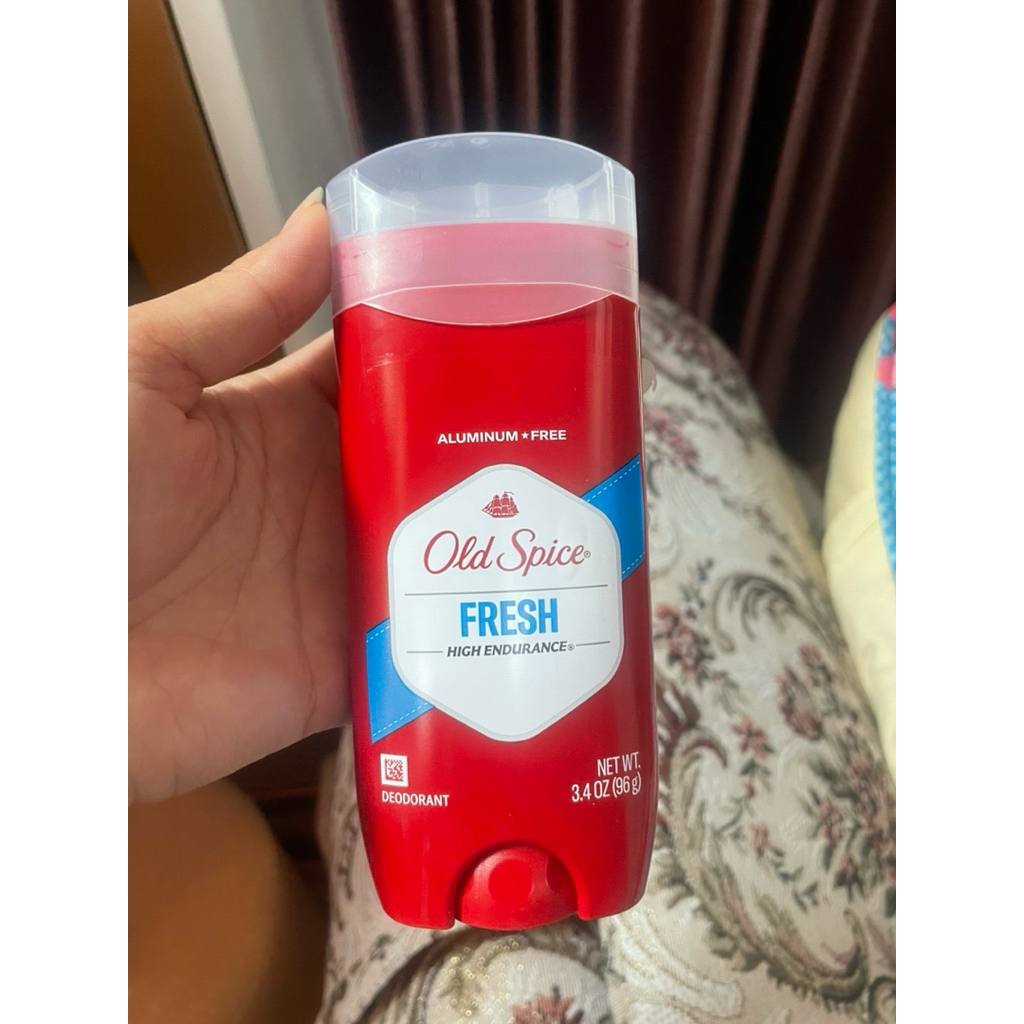 ALUMINUM★FREE
Old Spice®
FRESH
HIGH ENDURANCE®
DEODORANT
NET WT.
3.4 OZ (96 g)